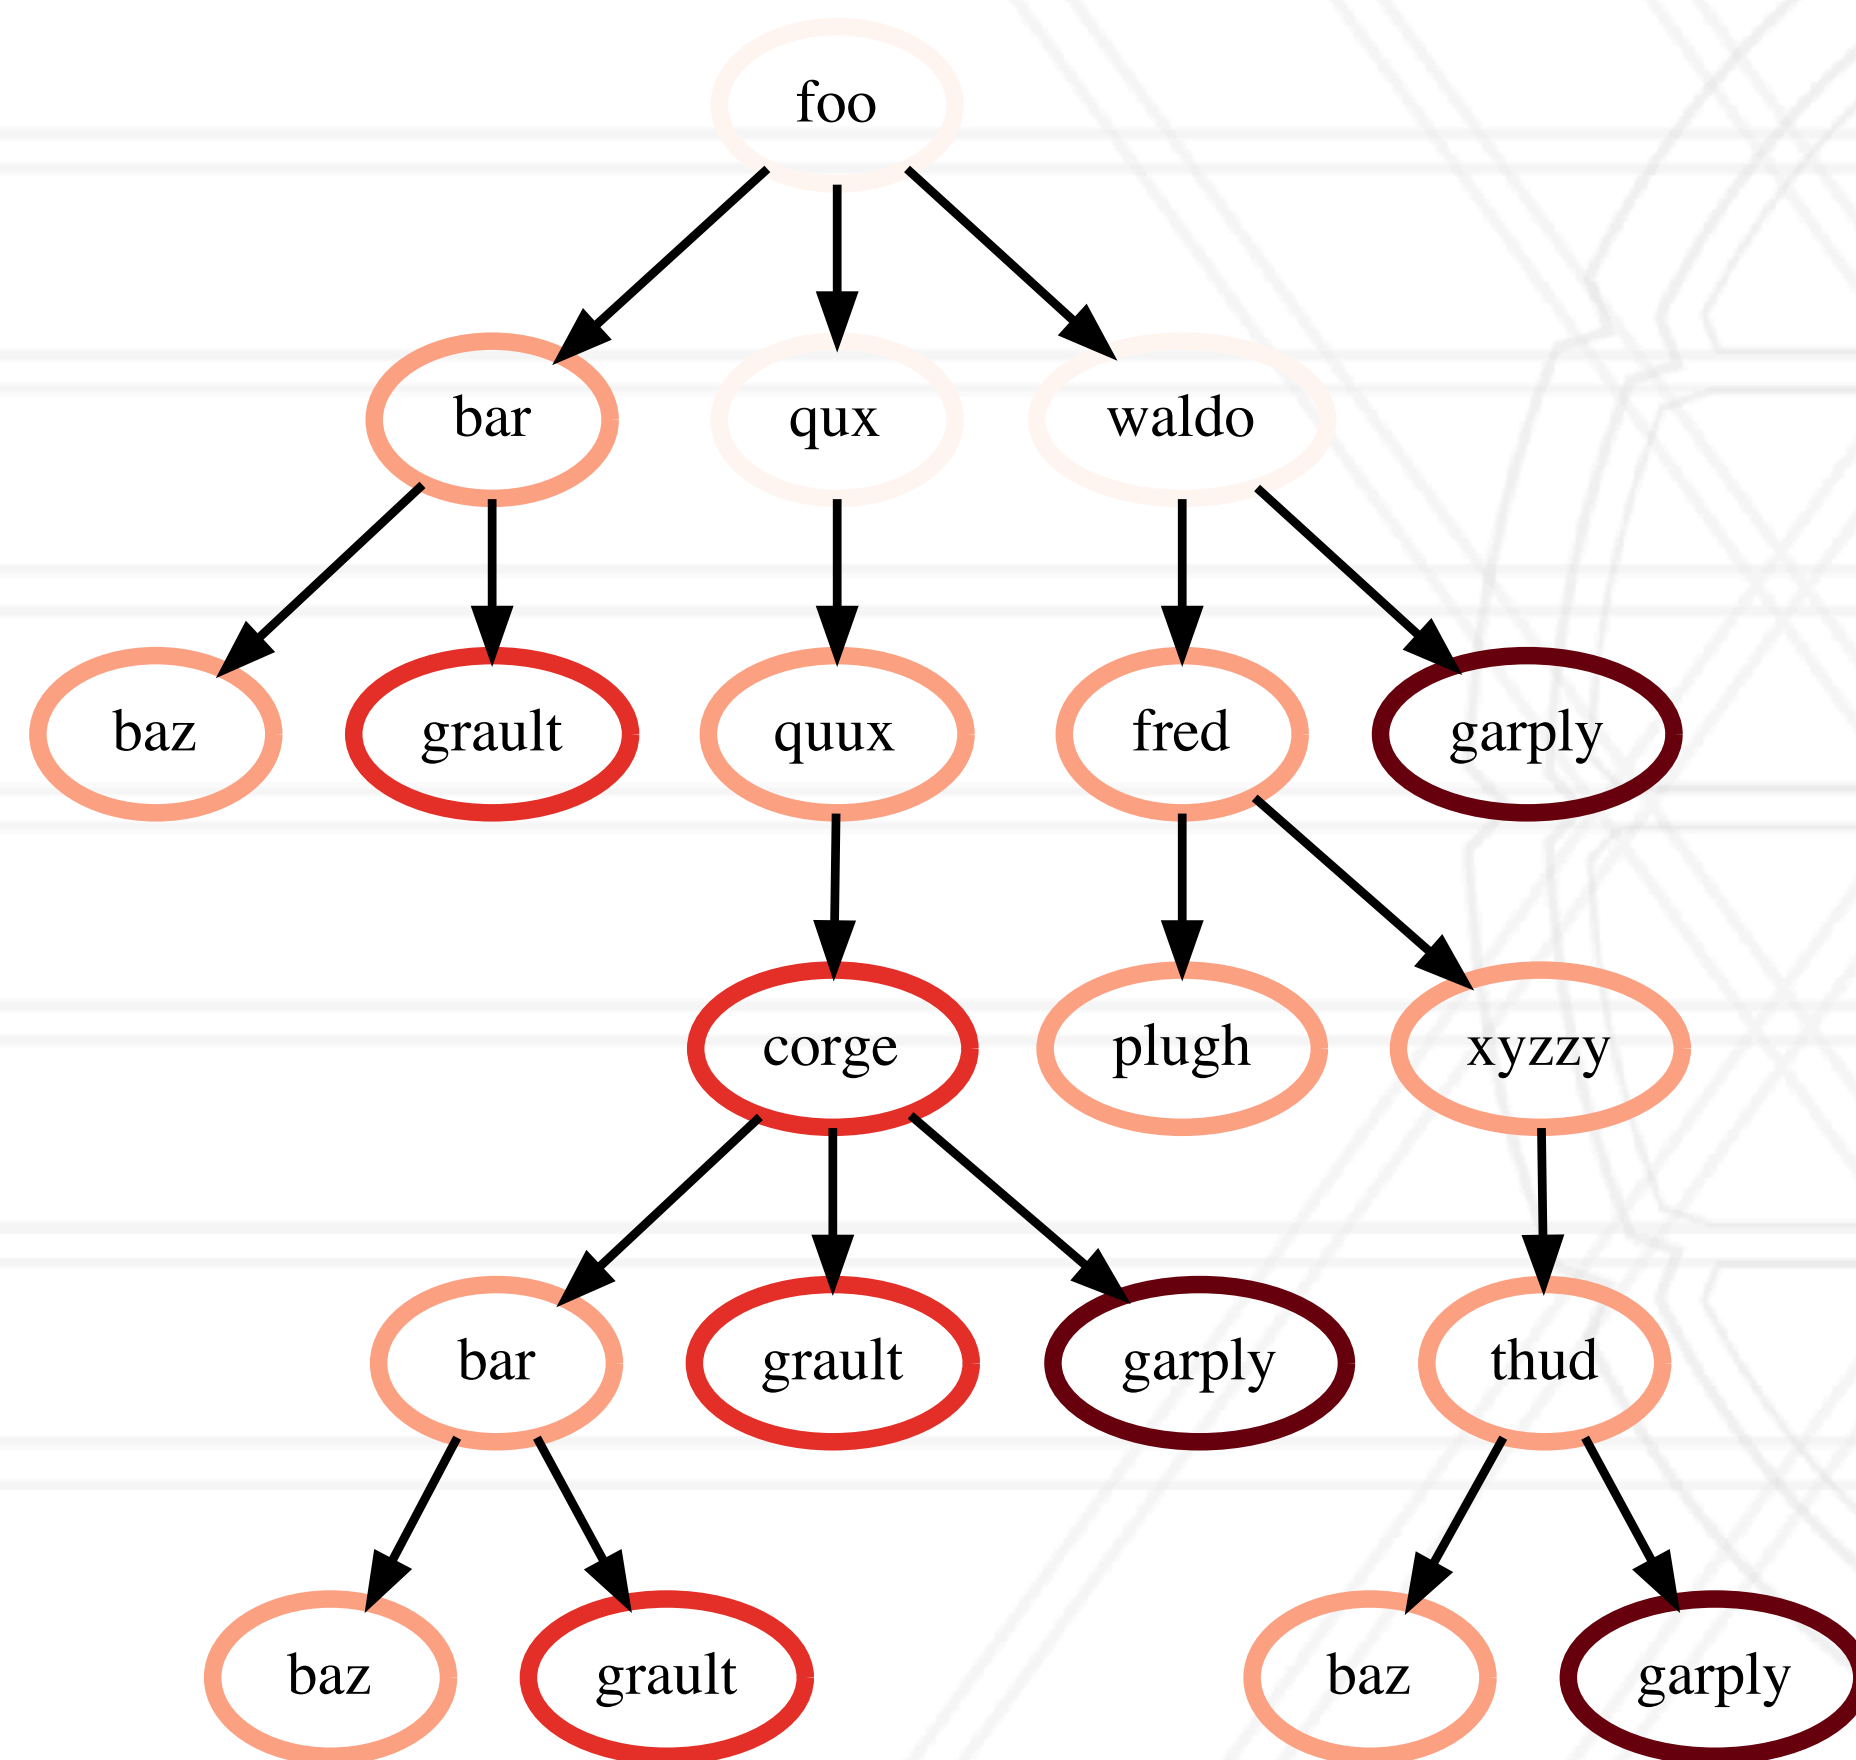 foo
bar qux waldo
baz grault quux fred garply
corge plugh xyzzy
bar grault garply thud
baz grault baz garply